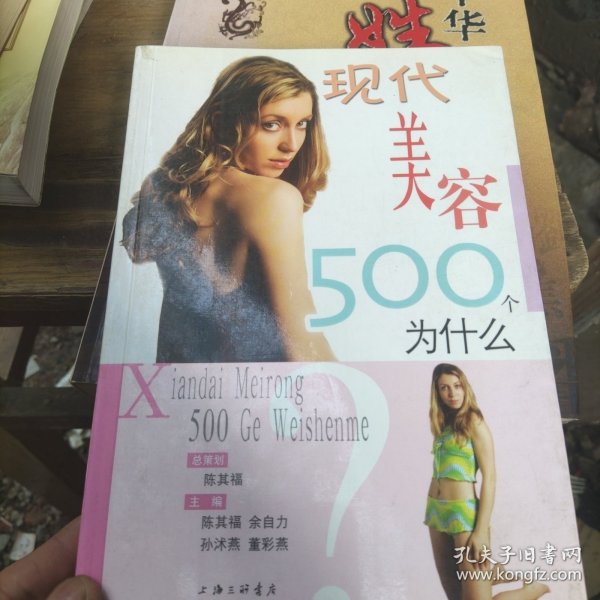 华
姓
现代
美容
500个
为什么
Xiandai Meirong
500 Ge Weishenme
?
总策划
陈其福
主编
陈其福 余自力
孙沭燕 董彩燕
上海三联书店
孔夫子旧书网
www.kongfz.com